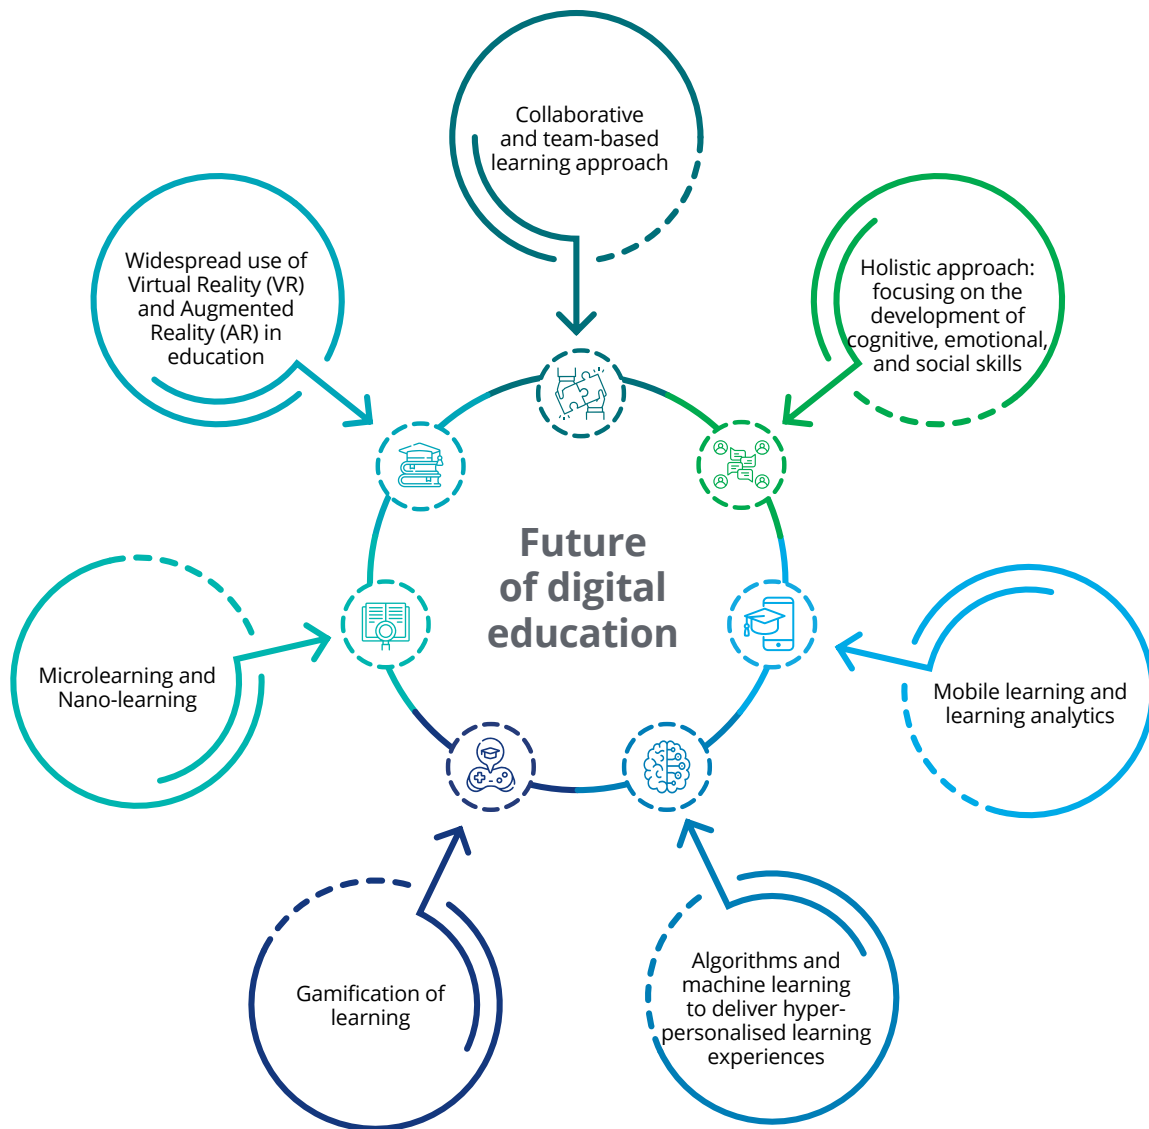 Collaborative
and team-based
learning approach
Widespread use of
Virtual Reality (VR)
and Augmented
Reality (AR) in
education
Holistic approach:
focusing on the
development of
cognitive, emotional,
and social skills
Future
of digital
education
Microlearning and
Nano-learning
Mobile learning and
learning analytics
Gamification of
learning
Algorithms and
machine learning
to deliver hyper-
personalised learning
experiences